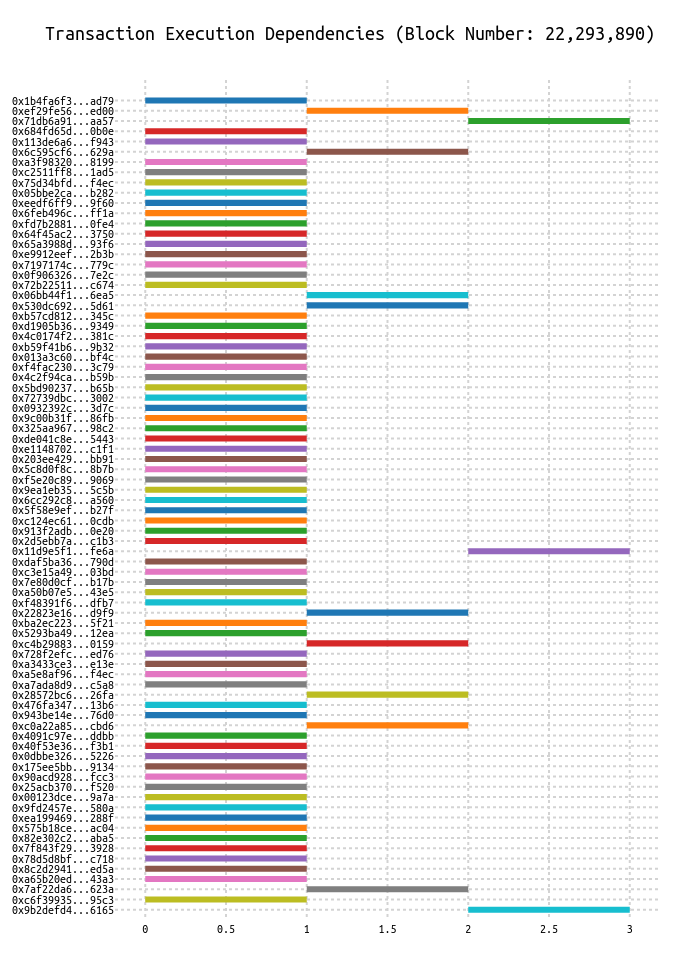 Transaction Execution Dependencies (Block Number: 22,293,890)
0x1b4fa6f3...ad79
0xef29fe56...ed00
0x71db6a91...aa57
0x684fd65d...0b0e
0x113de6a6...f943
0x6c595cf6...629a
0xa3f98320...8199
0xc2511ff8...1ad5
0x75d34bfd...f4ec
0x05bbe2ca...b282
0xeedf6ff9...9f60
0x6feb496c...ff1a
0xfd7b2881...0fe4
0x64f45ac2...3750
0x65a3988d...93f6
0xe9912eef...2b3b
0x7197174c...779c
0x0f906326...7e2c
0x72b22511...c674
0x06bb44f1...6ea5
0x530dc692...5d61
0xb57cd812...345c
0xd1905b36...9349
0x4c0174f2...381c
0xb59f41b6...9b32
0x013a3c60...bf4c
0xf4fac230...3c79
0x4c2f94ca...b59b
0x5bd90237...b65b
0x72739dbc...3002
0x0932392c...3d7c
0x9c00b31f...86fb
0x325aa967...98c2
0xde041c8e...5443
0xe1148702...c1f1
0x203ee429...bb91
0x5c8d0f8c...8b7b
0xf5e20c89...9069
0x9ea1eb35...5c5b
0x6cc292c8...a560
0x5f58e9ef...b27f
0xc124ec61...0cdb
0x913f2adb...0e20
0x2d5ebb7a...c1b3
0x11d9e5f1...fe6a
0xdaf5ba36...790d
0xc3e15a49...03bd
0x7e80d0cf...b17b
0xa50b07e5...43e5
0xf48391f6...dfb7
0x22823e16...d9f9
0xba2ec223...5f21
0x5293ba49...12ea
0xc4b29883...0159
0x728f2efc...ed76
0xa3433ce3...e13e
0xa5e8af96...f4ec
0xa7ada8d9...c5a8
0x28572bc6...26fa
0x476fa347...13b6
0x943be14e...76d0
0xc0a22a85...cbd6
0x4091c97e...ddbb
0x40f53e36...f3b1
0x0dbbe326...5226
0x175ee5bb...9134
0x90acd928...fcc3
0x25acb370...f520
0x00123dce...9a7a
0x9fd2457e...580a
0xea199469...288f
0x575b18ce...ac04
0x82e302c2...aba5
0x7f843f29...3928
0x78d5d8bf...c718
0x8c2d2941...ed5a
0xa65b20ed...43a3
0x7af22da6...623a
0xc6f39935...95c3
0x9b2defd4...6165
0 0.5 1 1.5 2 2.5 3